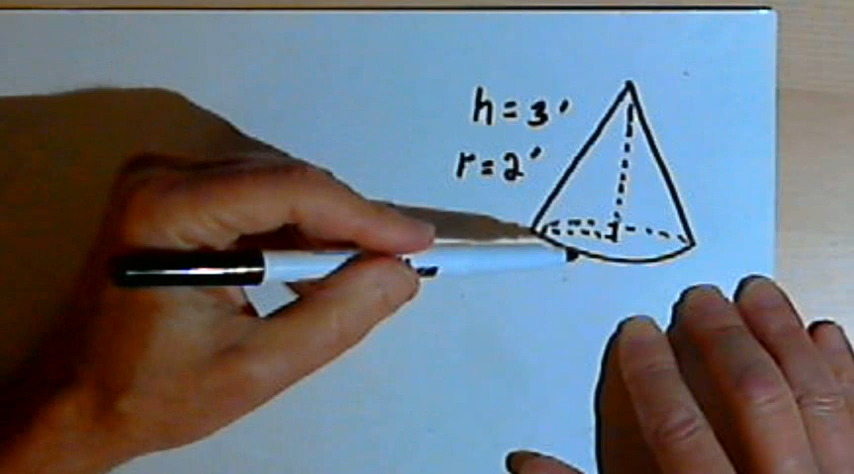 h = 3'
r = 2'